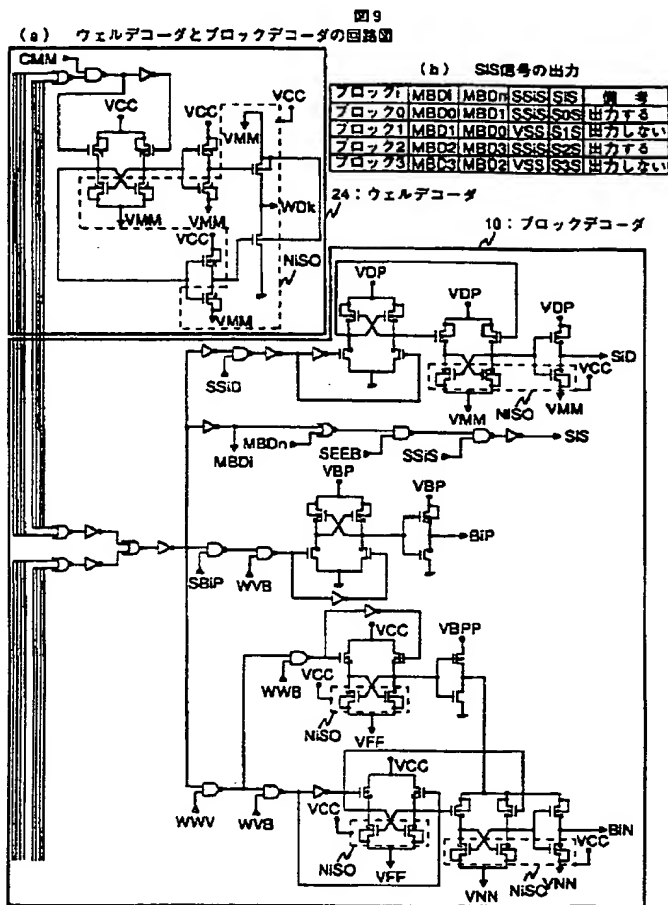 図9
(a) ウェルデコーダとブロックデコーダの回路図
CMM
VCC
VCC
VCC
VMM
WDk
VMM
VMM
VCC
NiSO
VMM
24:ウェルデコーダ
(b) SiS信号の出力
ブロックi MBDi MBDn SSiS SiS 備考
ブロック0 MBD0 MBD1 SSiS S0S 出力する
ブロック1 MBD1 MBD0 VSS S1S 出力しない
ブロック2 MBD2 MBD3 SSiS S2S 出力する
ブロック3 MBD3 MBD2 VSS S3S 出力しない
10:ブロックデコーダ
VDP
VDP
VDP
SiD
SSiD
VCC
VMM
NiSO
VMM
MBDi
MBDn
SEEB
SSiS
SiS
VBP
VBP
BiP
SBiP
WVB
VCC
VBPP
WWB
VCC
NiSO
VFF
VCC
WWV
WVB
VCC
NiSO
VFF
BiN
VCC
VNN
NiSO
VNN